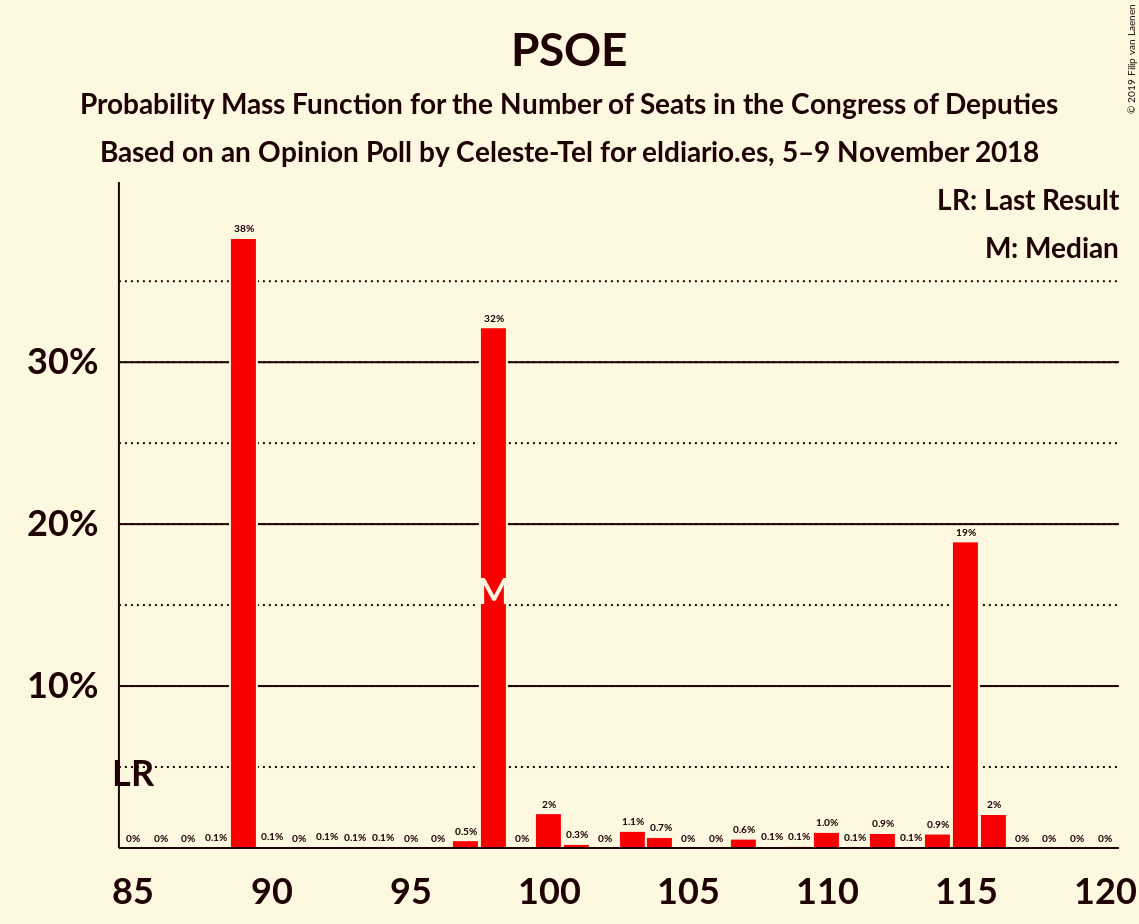 PSOE
Probability Mass Function for the Number of Seats in the Congress of Deputies
Based on an Opinion Poll by Celeste-Tel for eldiario.es, 5–9 November 2018
© 2019 Filip van Laenen
LR: Last Result
M: Median
30%
20%
10%
LR
M
0% 0% 0% 0.1% 38% 0.1% 0% 0.1% 0.1% 0.1% 0% 0% 0.5% 32% 0% 2% 0.3% 0% 1.1% 0.7% 0% 0% 0.6% 0.1% 0.1% 1.0% 0.1% 0.9% 0.1% 0.9% 19% 2% 0% 0% 0% 0%
85 90 95 100 105 110 115 120